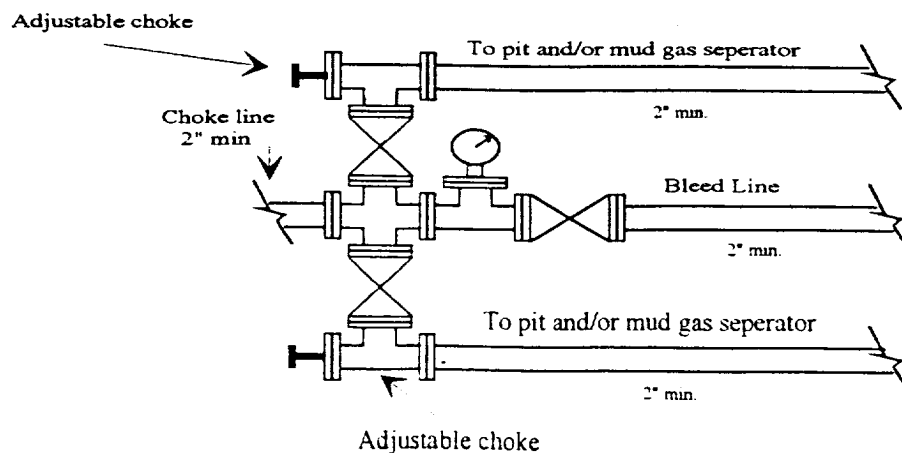 Adjustable choke
To pit and/or mud gas seperator
2" min.
Choke line
2" min
Bleed Line
2" min.
To pit and/or mud gas seperator
2" min.
Adjustable choke